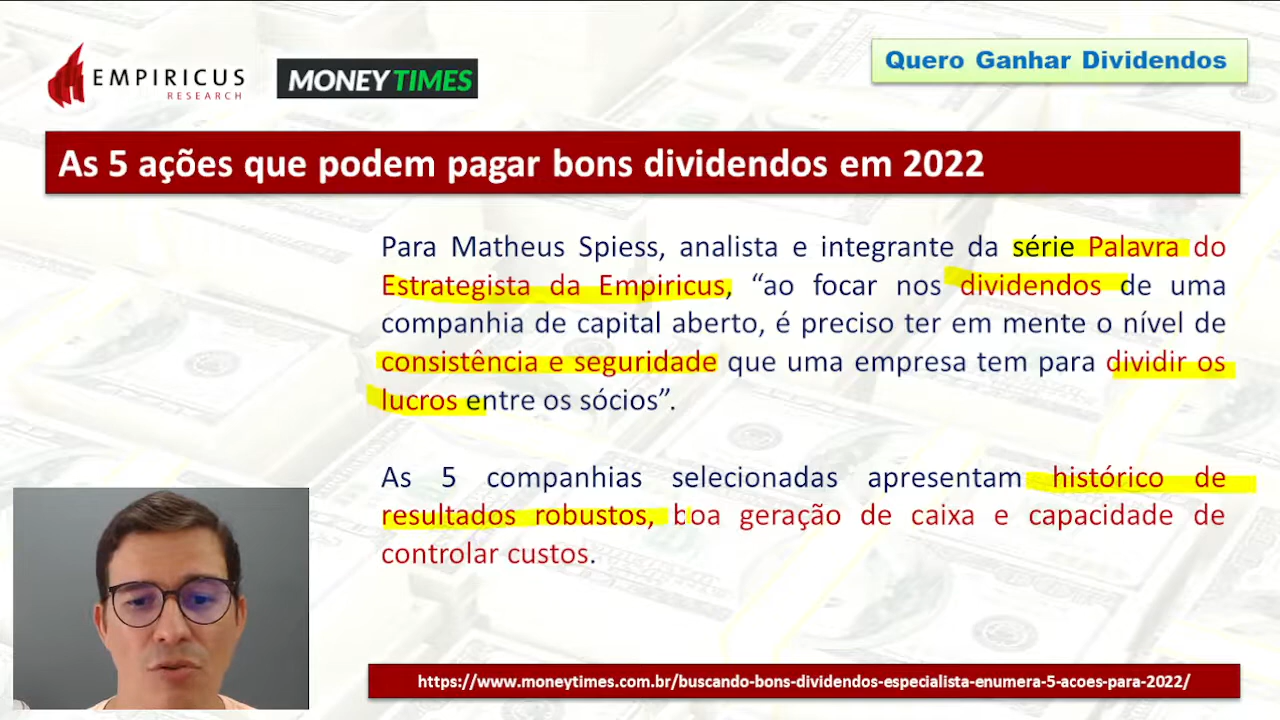 EMPIRICUS
RESEARCH
MONEYTIMES
Quero Ganhar Dividendos
As 5 ações que podem pagar bons dividendos em 2022
Para Matheus Spiess, analista e integrante da série Palavra do
Estrategista da Empiricus, “ao focar nos dividendos de uma
companhia de capital aberto, é preciso ter em mente o nível de
consistência e seguridade que uma empresa tem para dividir os
lucros entre os sócios”.
As 5 companhias selecionadas apresentam histórico de
resultados robustos, boa geração de caixa e capacidade de
controlar custos.
https://www.moneytimes.com.br/buscando-bons-dividendos-especialista-enumera-5-acoes-para-2022/